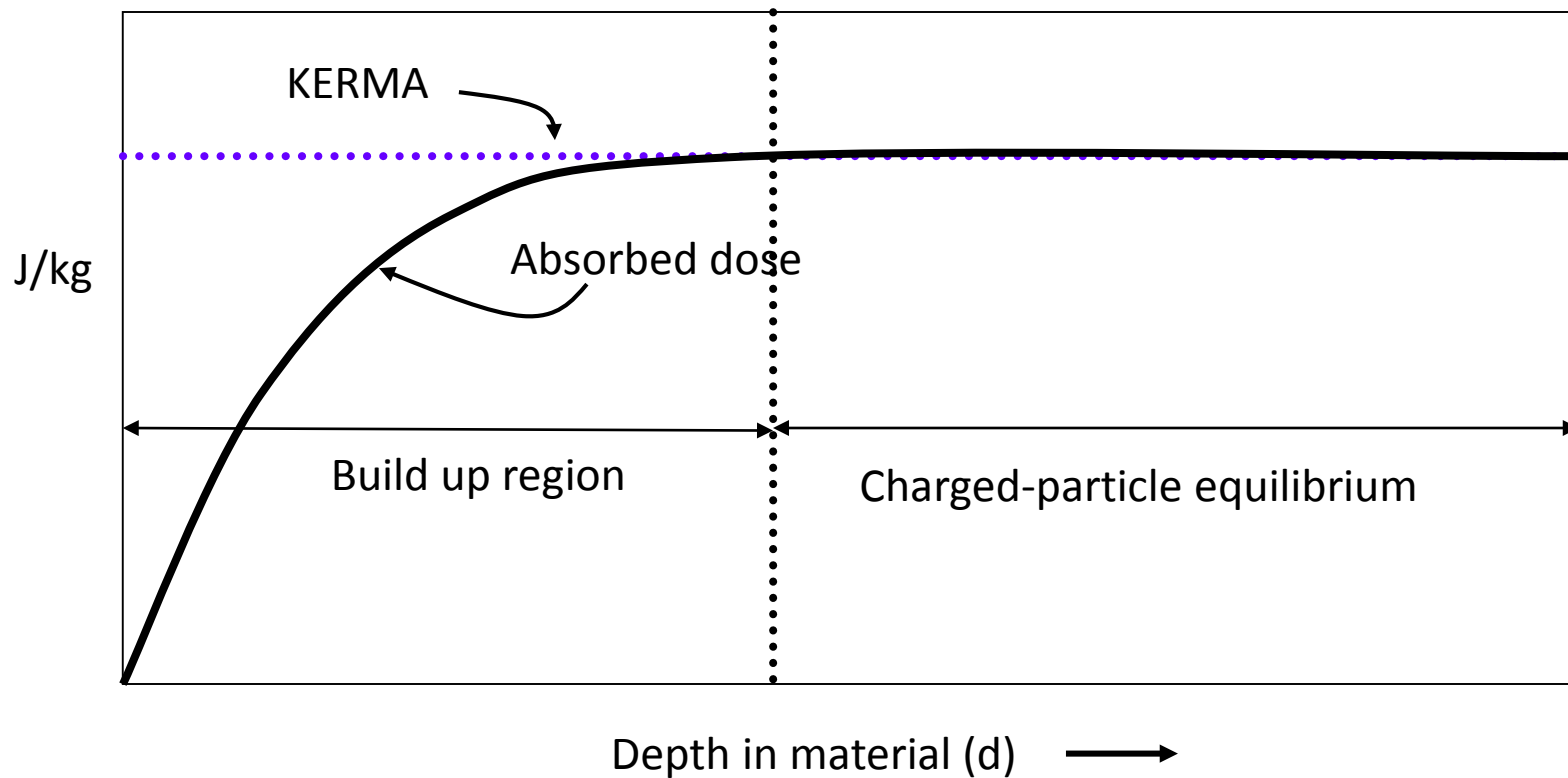 KERMA
Absorbed dose
J/kg
Build up region
Charged-particle equilibrium
Depth in material (d)